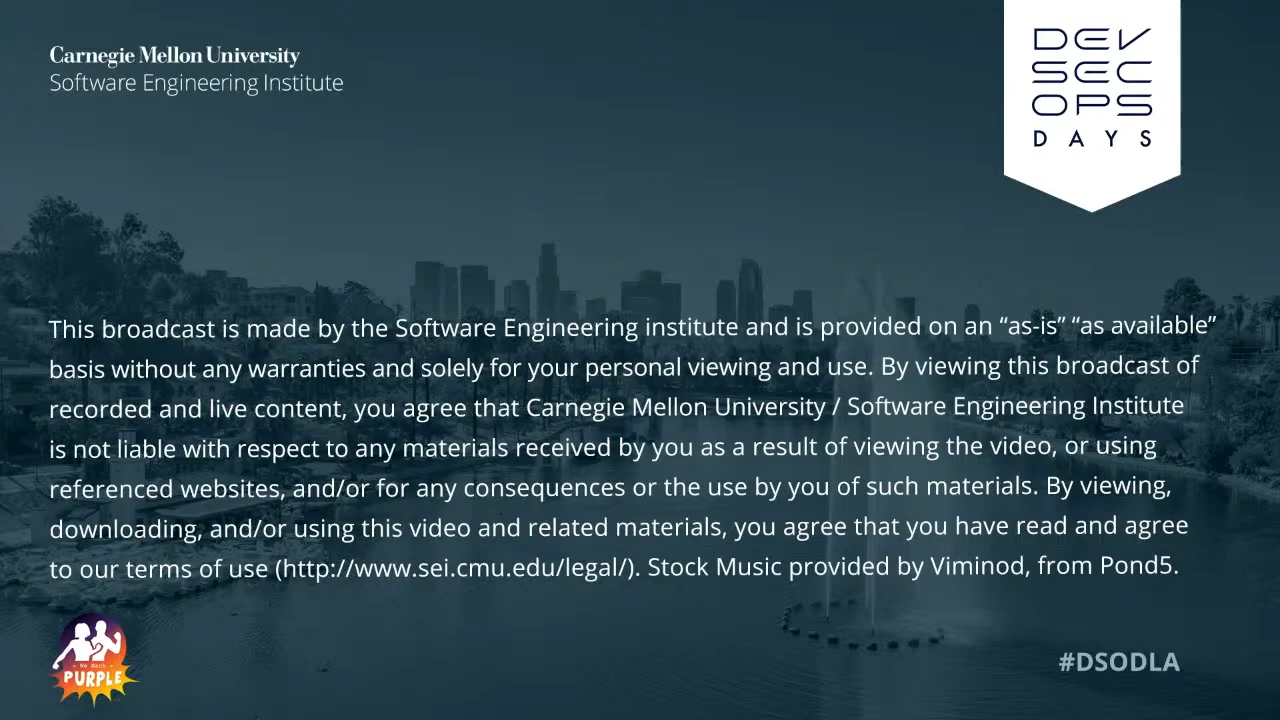 Carnegie Mellon University
Software Engineering Institute
DEV
SEC
OPS
DAYS
This broadcast is made by the Software Engineering institute and is provided on an “as-is” “as available”
basis without any warranties and solely for your personal viewing and use. By viewing this broadcast of
recorded and live content, you agree that Carnegie Mellon University / Software Engineering Institute
is not liable with respect to any materials received by you as a result of viewing the video, or using
referenced websites, and/or for any consequences or the use by you of such materials. By viewing,
downloading, and/or using this video and related materials, you agree that you have read and agree
to our terms of use (http://www.sei.cmu.edu/legal/). Stock Music provided by Viminod, from Pond5.
- We Hack -
PURPLE
#DSODLA